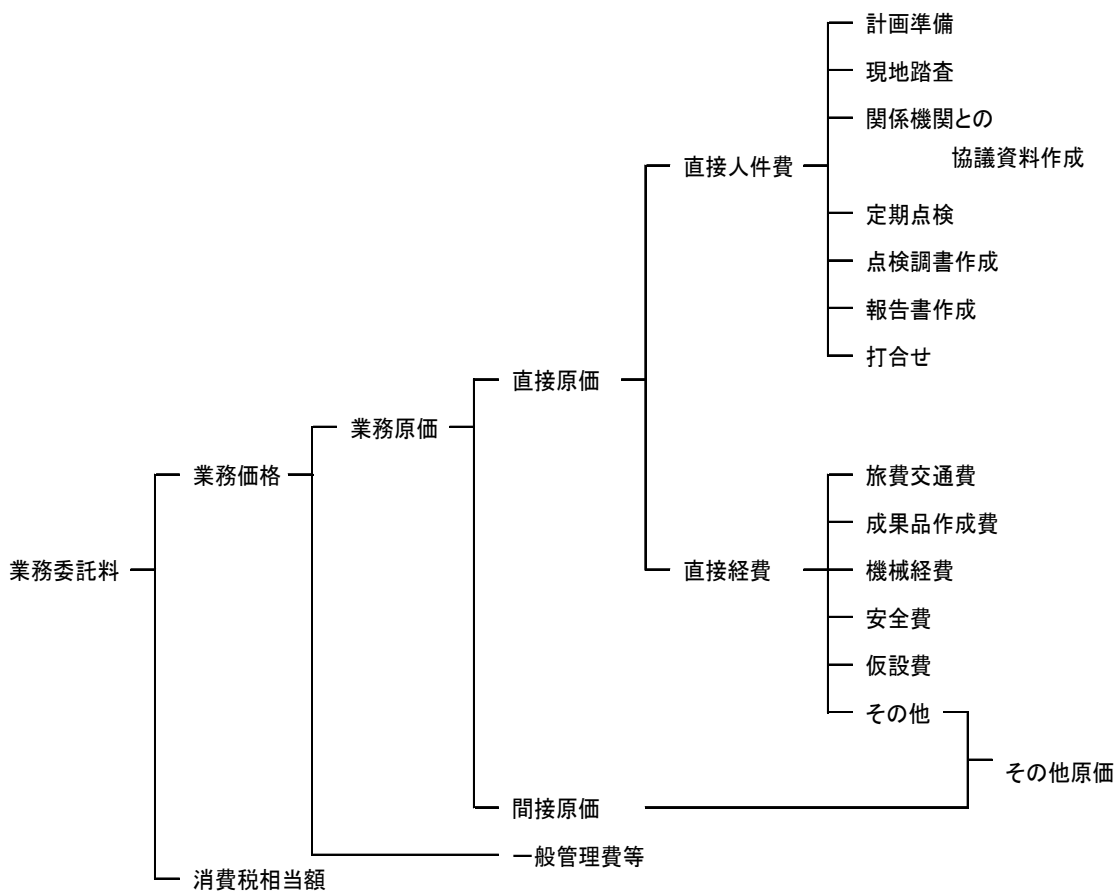 計画準備
現地踏査
関係機関との
協議資料作成
直接人件費
定期点検
点検調書作成
報告書作成
打合せ
直接原価
業務原価
業務価格
旅費交通費
成果品作成費
業務委託料
直接経費
機械経費
安全費
仮設費
その他
その他原価
間接原価
一般管理費等
消費税相当額